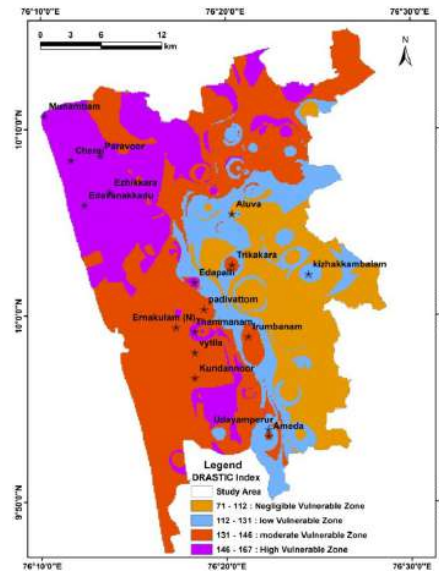 76°10'0"E 76°20'0"E 76°30'0"E
0 3 6 12
km
N
10°10'0"N
10°0'0"N
9°50'0"N
Munambam
Paravoor
Cherai
Ezhikkara
Edavanakkadu
Aluva
Trikakara
kizhakkambalam
Edapalli
padivattom
Ernakulam (N)
Thammanam
Irumbanam
vytila
Kundannoor
Udayamperur
Ameda
Legend
DRASTIC Index
Study Area
71 - 112 : Negligible Vulnerable Zone
112 - 131 : low Vulnerable Zone
131 - 146 : moderate Vulnerable Zone
146 - 167 : High Vulnerable Zone
76°10'0"E 76°20'0"E 76°30'0"E